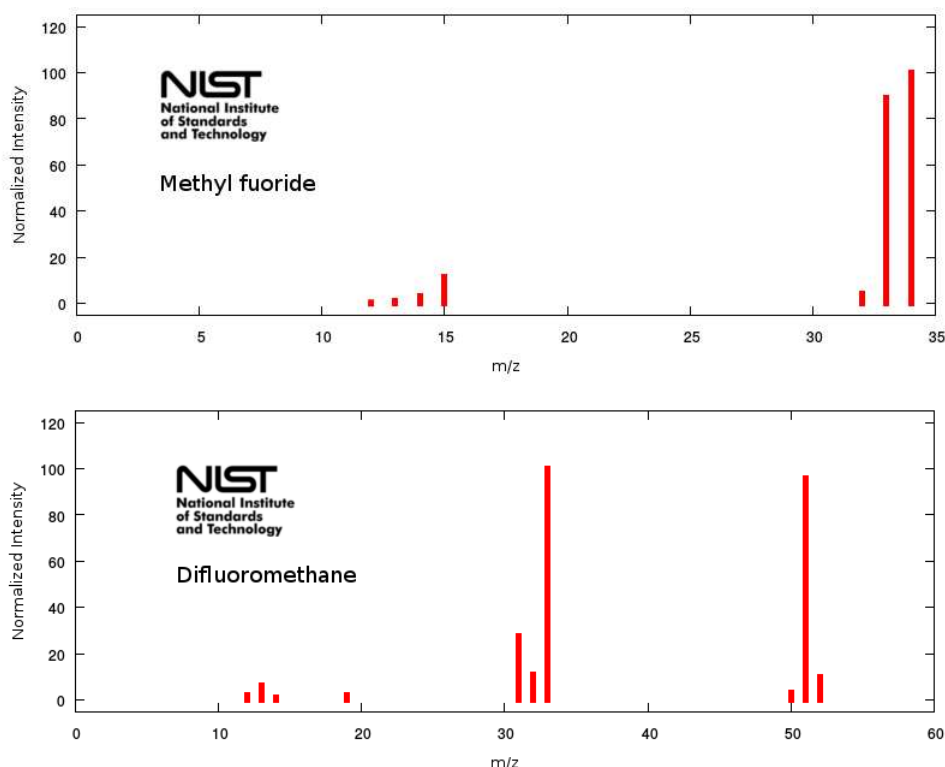 120
100
80
60
40
20
0
Normalized Intensity
NIST
National Institute
of Standards
and Technology
Methyl fuoride
0 5 10 15 20 25 30 35
m/z
120
100
80
60
40
20
0
Normalized Intensity
NIST
National Institute
of Standards
and Technology
Difluoromethane
0 10 20 30 40 50 60
m/z